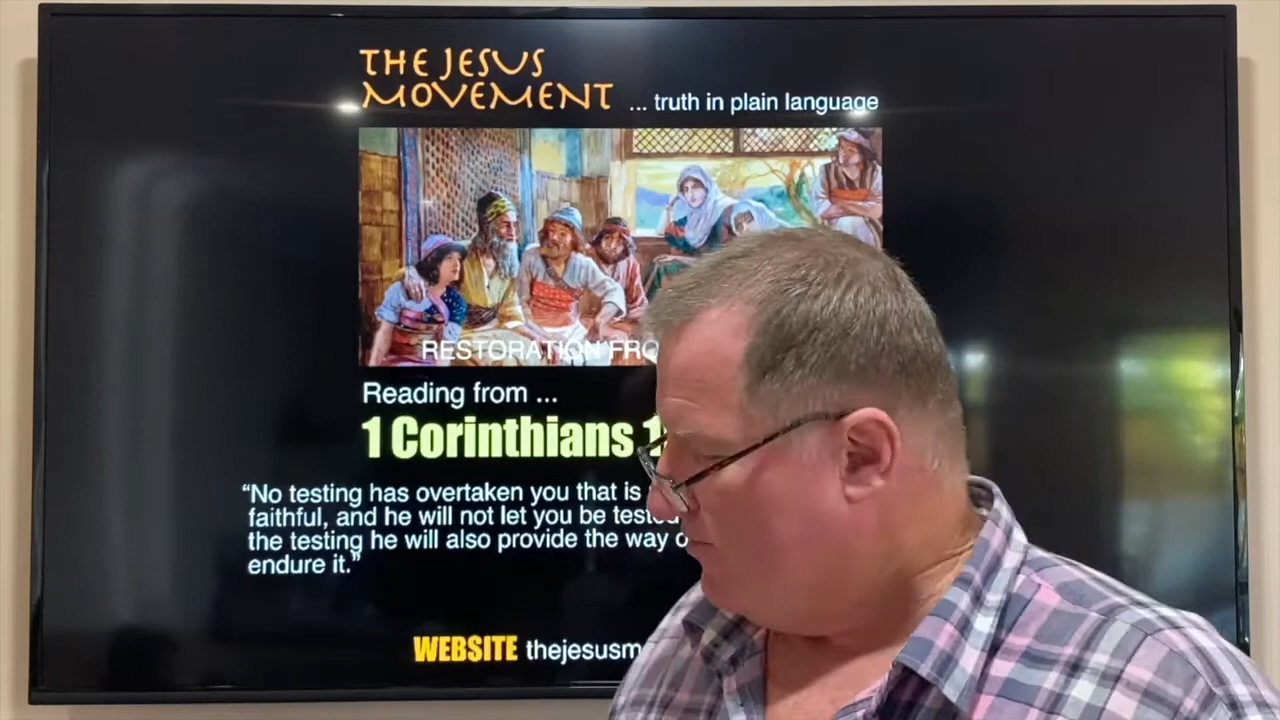 THE JESUS
MOVEMENT ... truth in plain language
RESTORATION FRO
Reading from ...
1 Corinthians 1
“No testing has overtaken you that is
faithful, and he will not let you be tested
the testing he will also provide the way o
endure it.”
WEBSITE thejesusm